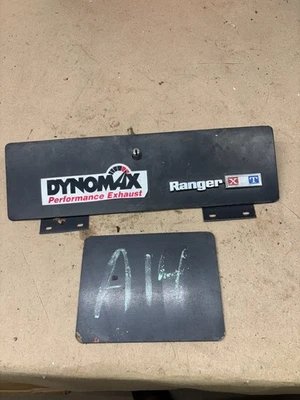 DYNOMAX
Performance Exhaust
Ranger X T
A14